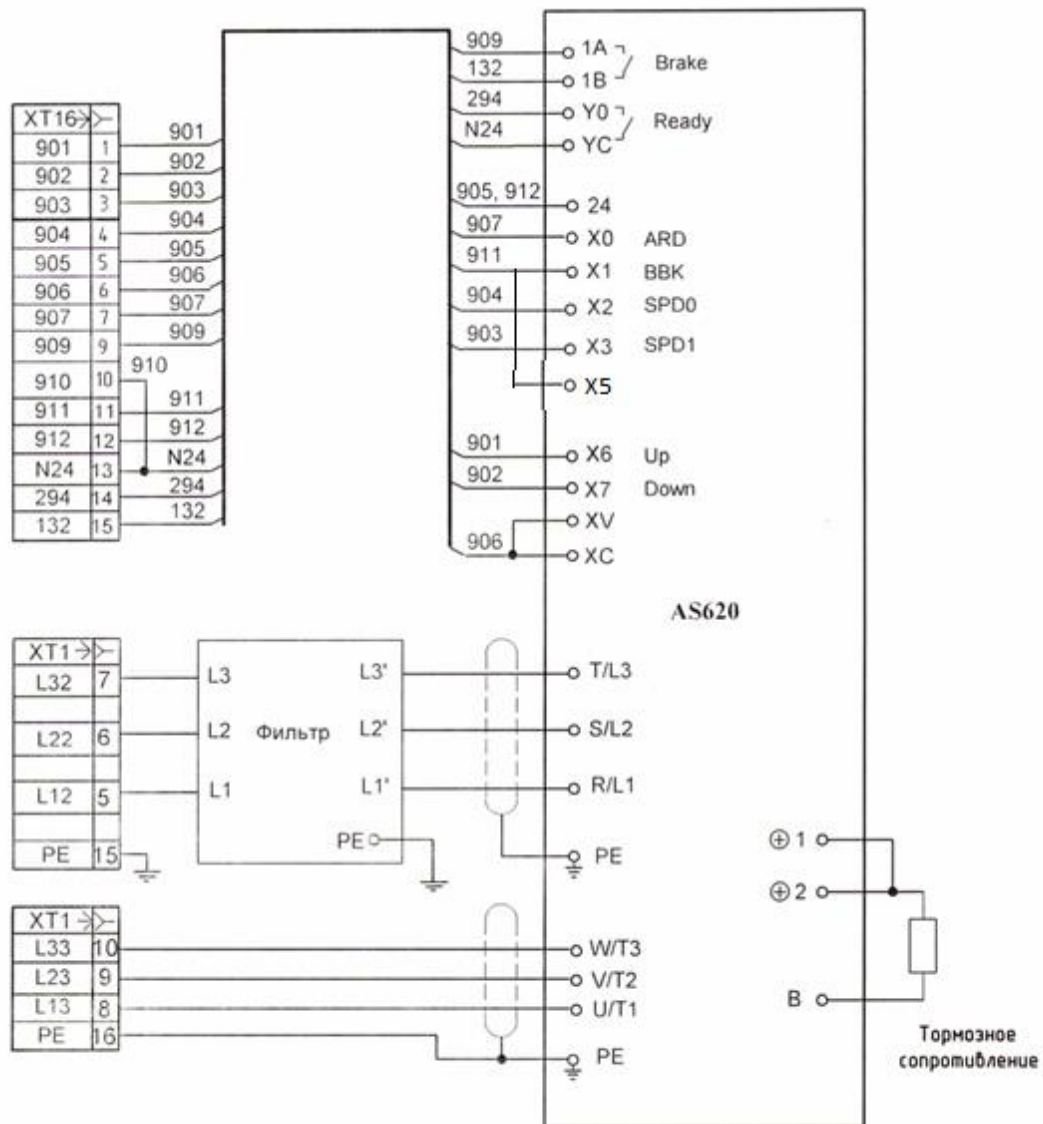 909 1A Brake
132 1B
294 Y0 Ready
N24 YC
XT16
901 1 901
902 2 902
903 3 903
904 4 904
905 5 905
906 6 906
907 7 907
909 9 909
910 10 910
911 11 911
912 12 912
N24 13 N24
294 14 294
132 15 132
905, 912 24
907 X0 ARD
911 X1 BBK
904 X2 SPD0
903 X3 SPD1
X5
901 X6 Up
902 X7 Down
XV
906 XC
AS620
XT1
L32 7 L3 L3' T/L3
L22 6 L2 Фильтр L2' S/L2
L12 5 L1 L1' R/L1
PE 15 PE PE
1
2
B
Тормозное
сопротивление
XT1
L33 10 W/T3
L23 9 V/T2
L13 8 U/T1
PE 16 PE